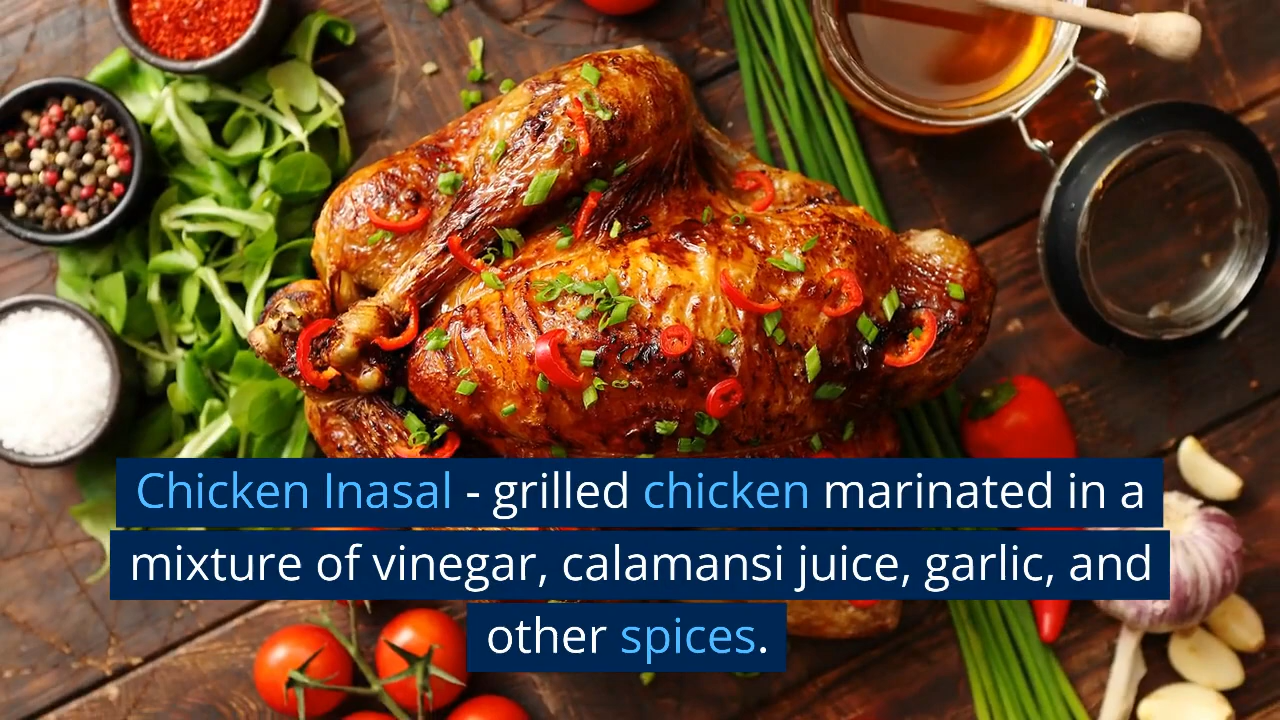 Chicken Inasal - grilled chicken marinated in a
mixture of vinegar, calamansi juice, garlic, and
other spices.